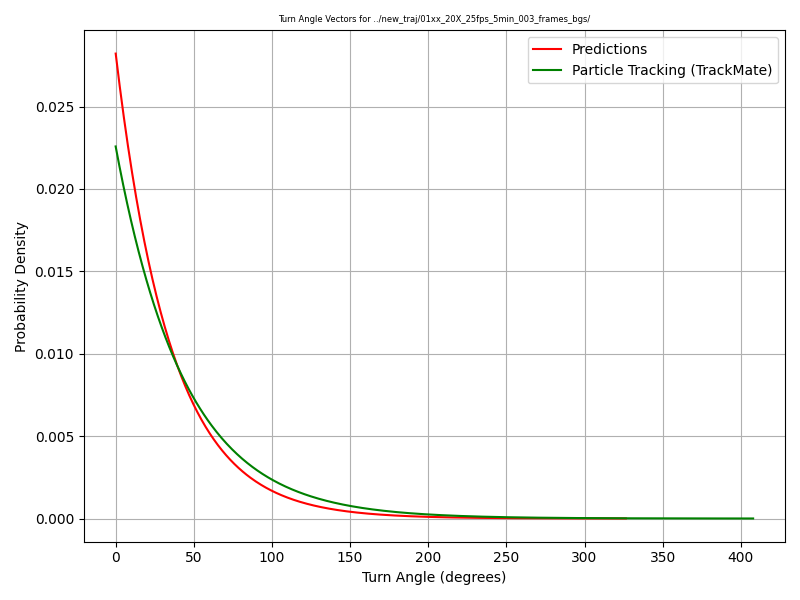 Turn Angle Vectors for ../new_traj/01xx_20X_25fps_5min_003_frames_bgs/
Predictions
Particle Tracking (TrackMate)
Probability Density
0.025
0.020
0.015
0.010
0.005
0.000
0 50 100 150 200 250 300 350 400
Turn Angle (degrees)